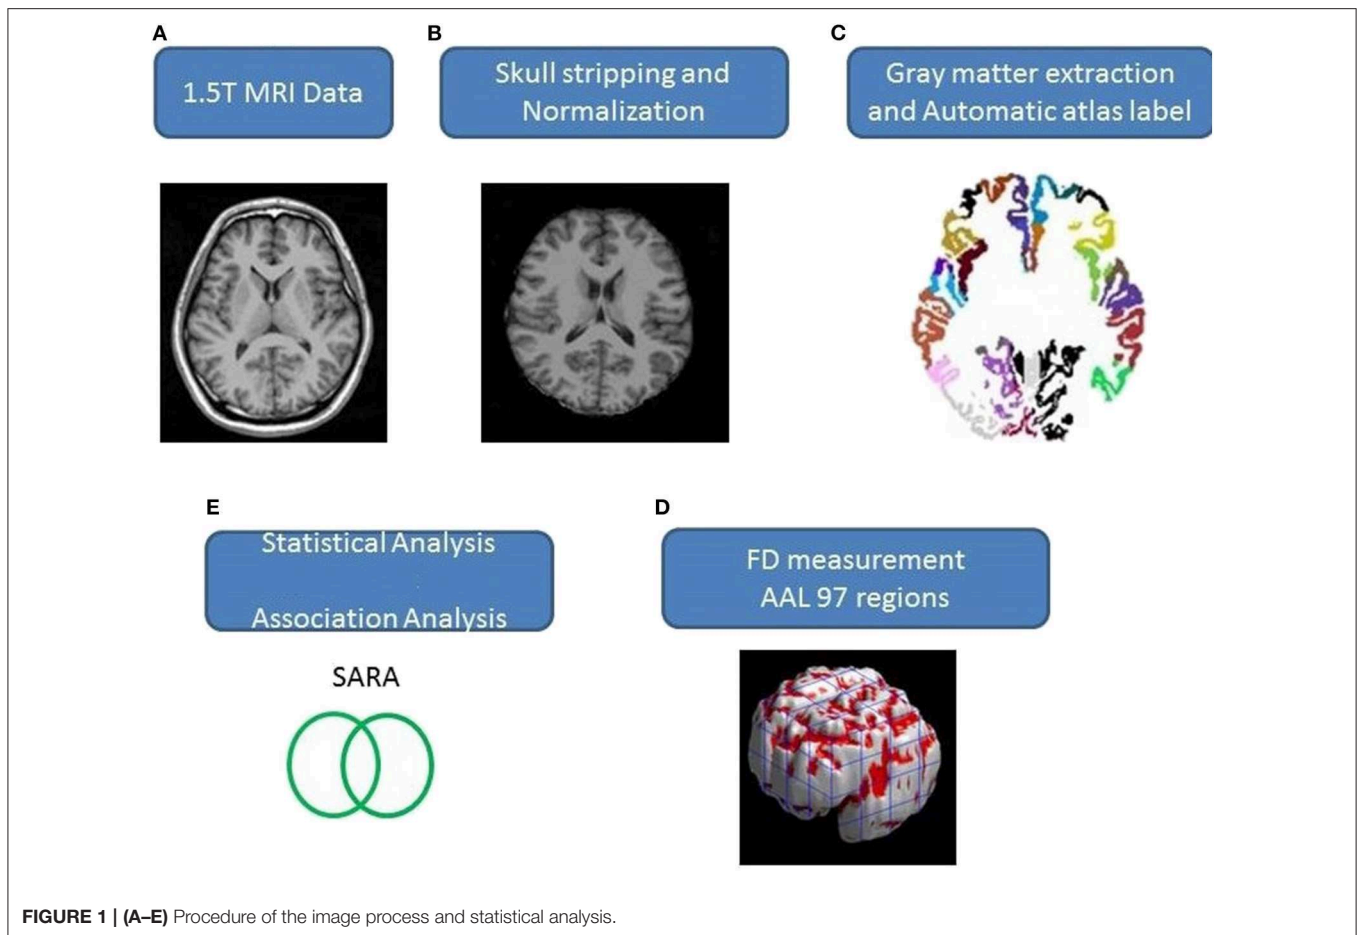 A
1.5T MRI Data
B
Skull stripping and
Normalization
C
Gray matter extraction
and Automatic atlas label
E
Statistical Analysis
Association Analysis
SARA
D
FD measurement
AAL 97 regions
FIGURE 1 | (A–E) Procedure of the image process and statistical analysis.